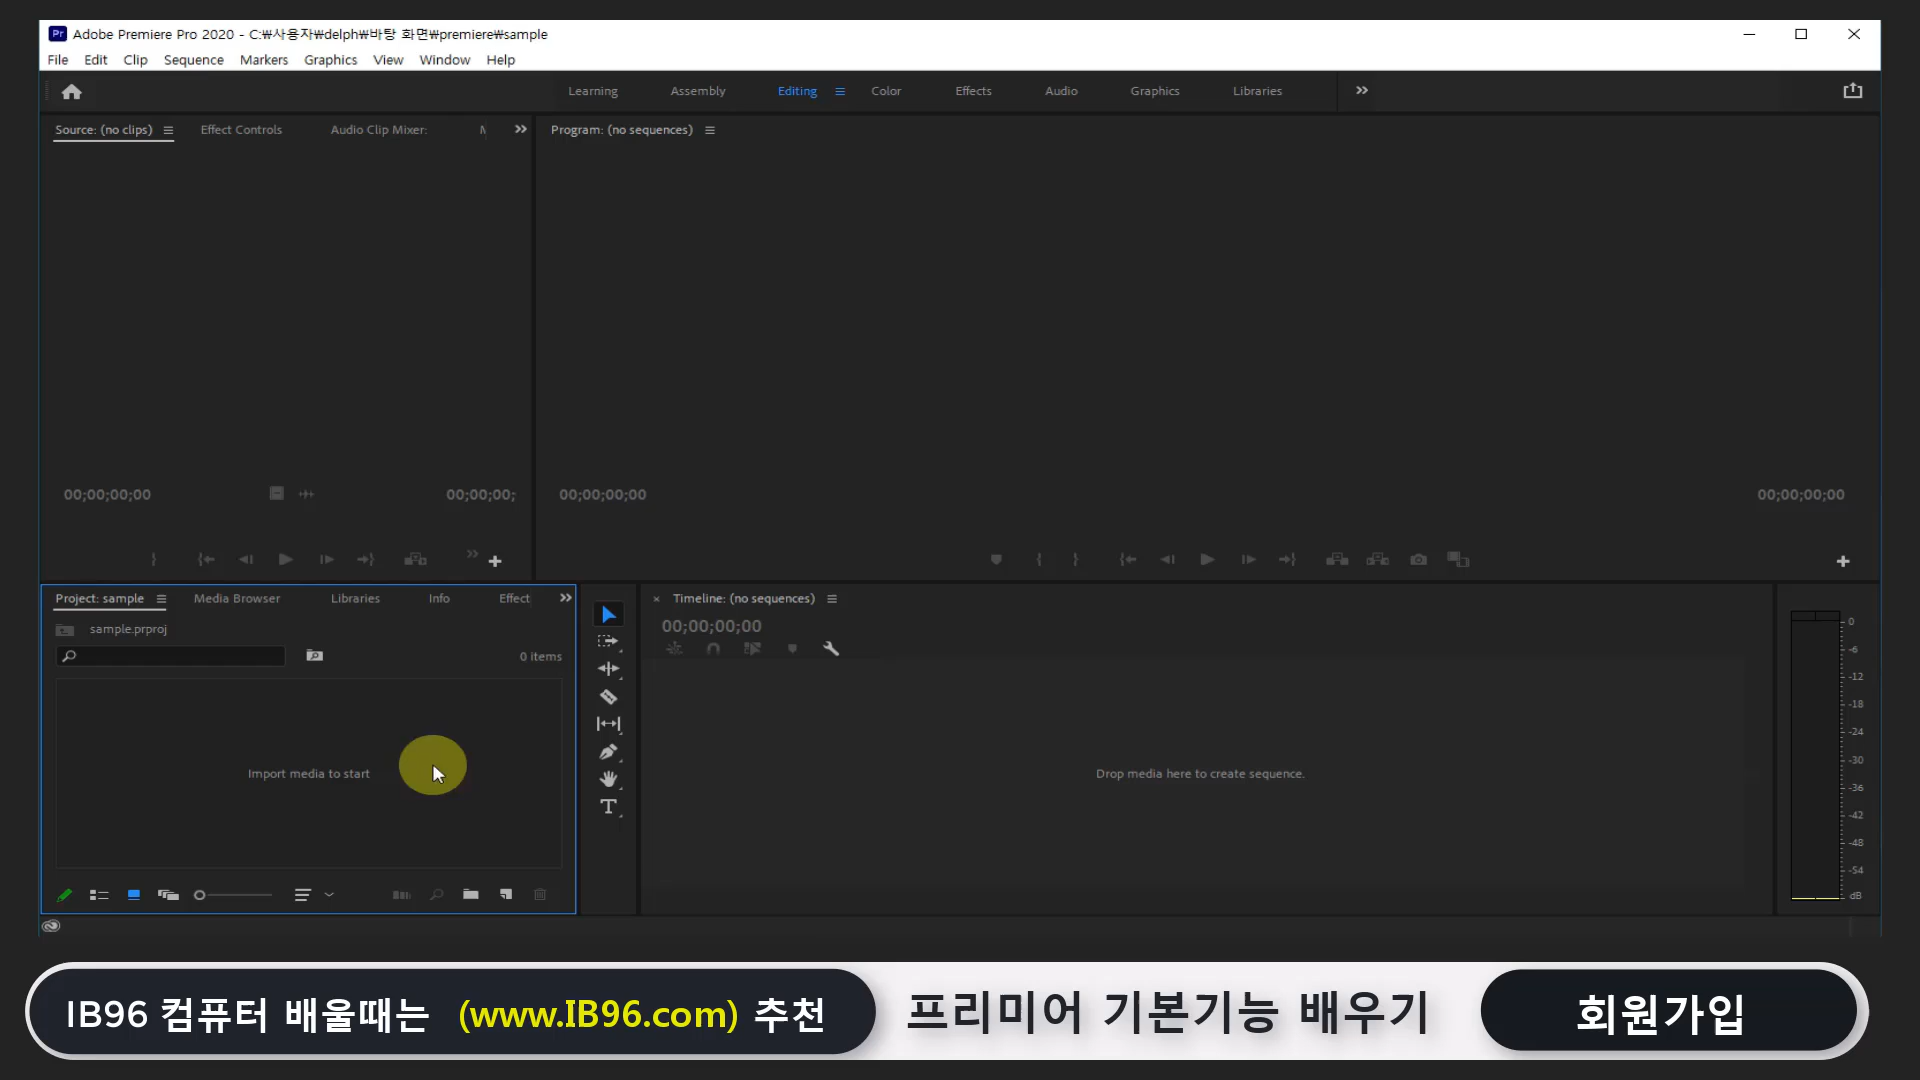 Pr Adobe Premiere Pro 2020 - C:₩사용자₩delph₩바탕 화면₩premiere₩sample
File Edit Clip Sequence Markers Graphics View Window Help
Learning Assembly Editing Color Effects Audio Graphics Libraries
Source: (no clips) Effect Controls Audio Clip Mixer:
Program: (no sequences)
00;00;00;00 00;00;00;
00;00;00;00 00;00;00;00
Project: sample Media Browser Libraries Info Effect
sample.prproj
0 items
Import media to start
Timeline: (no sequences)
00;00;00;00
Drop media here to create sequence.
0
-6
-12
-18
-24
-30
-36
-42
-48
-54
dB
IB96 컴퓨터 배울때는 (www.IB96.com) 추천
프리미어 기본기능 배우기
회원가입